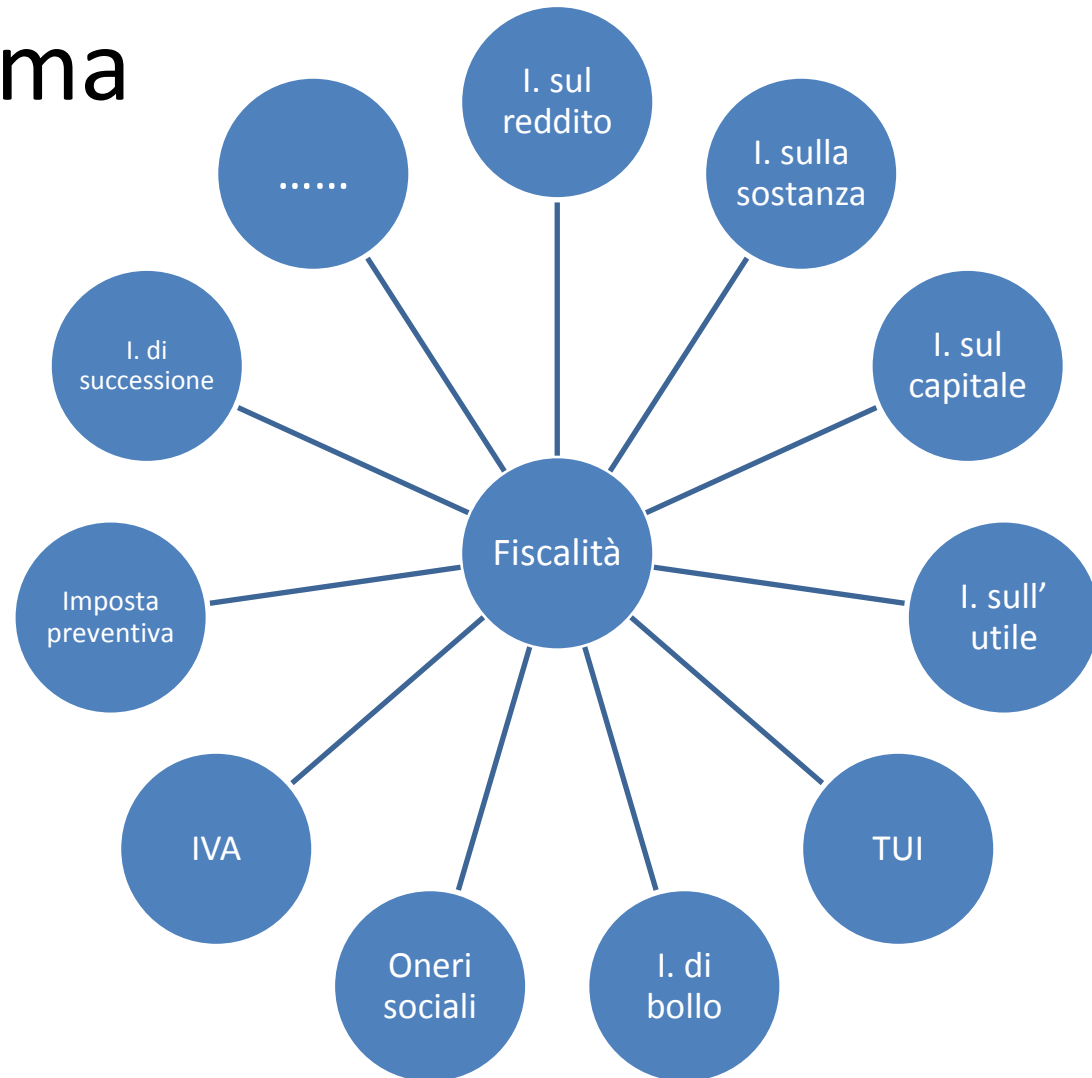 ma
I. sul
reddito
I. sulla
sostanza
I. sul
capitale
I. sull’
utile
TUI
I. di
bollo
Oneri
sociali
IVA
Imposta
preventiva
I. di
successione
......
Fiscalità